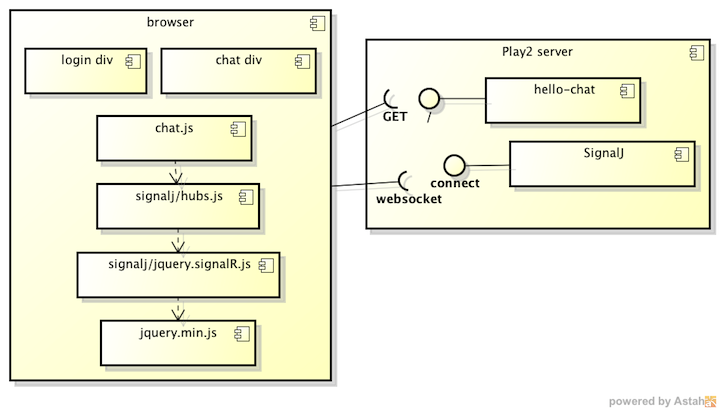 browser
login div
chat div
chat.js
signalj/hubs.js
signalj/jquery.signalR.js
jquery.min.js
Play2 server
GET
/
hello-chat
SignalJ
connect
websocket
powered by Astah